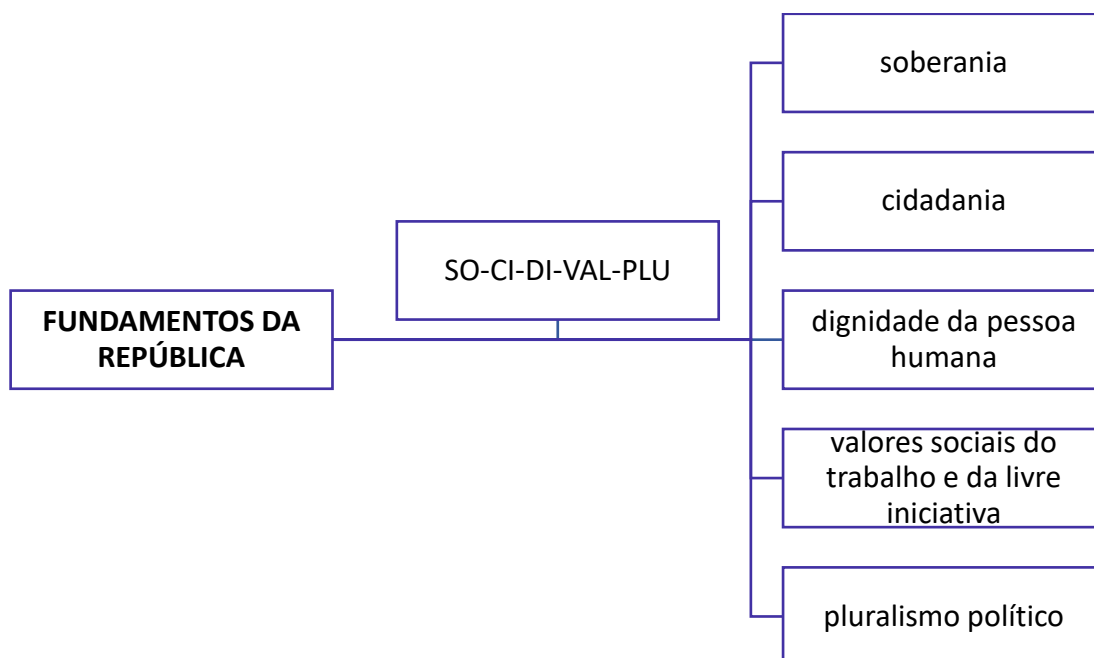 FUNDAMENTOS DA
REPÚBLICA
SO-CI-DI-VAL-PLU
soberania
cidadania
dignidade da pessoa
humana
valores sociais do
trabalho e da livre
iniciativa
pluralismo político